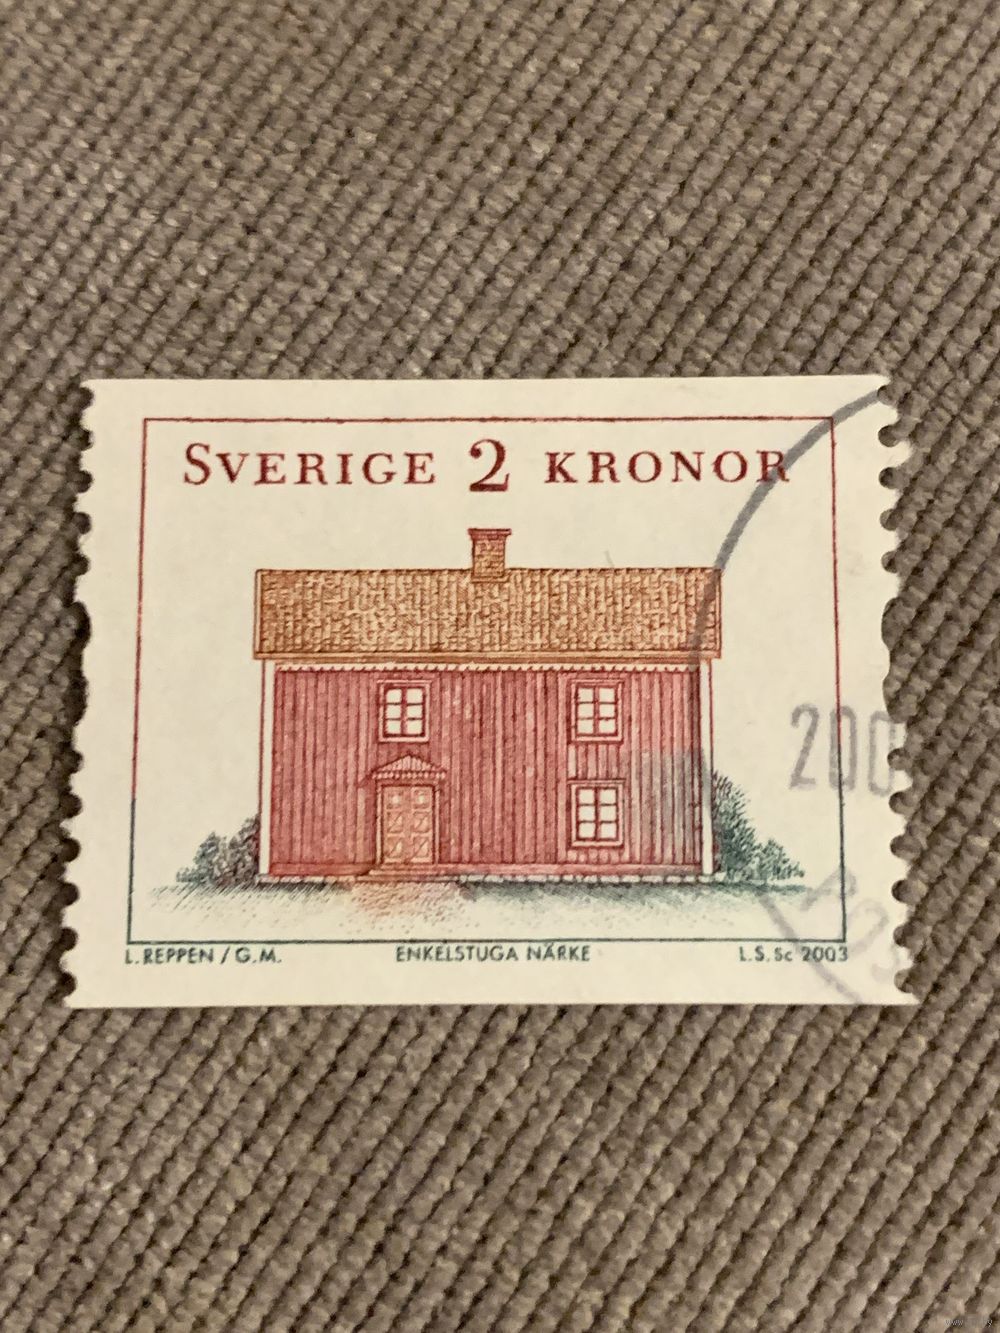 SVERIGE 2 KRONOR
200
L. REPPEN / G.M. ENKELSTUGA NÄRKE L.S. Sc 2003